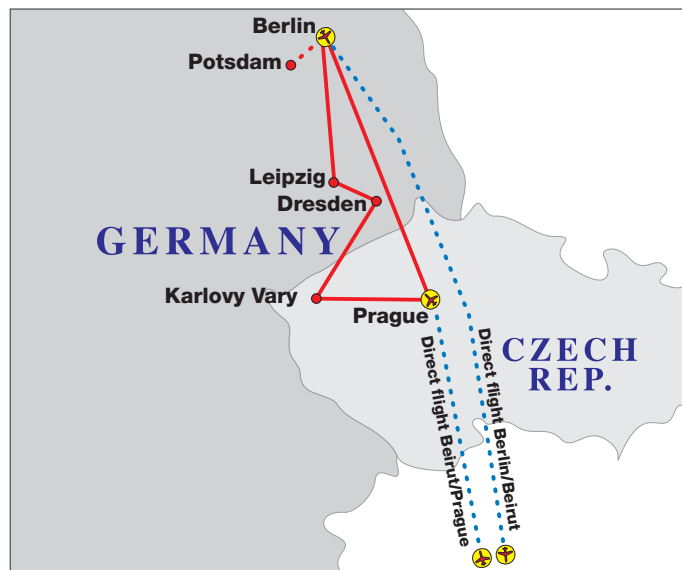 Berlin
Potsdam
Leipzig
Dresden
GERMANY
Karlovy Vary
Prague
CZECH
REP.
Direct flight Beirut/Prague
Direct flight Berlin/Beirut